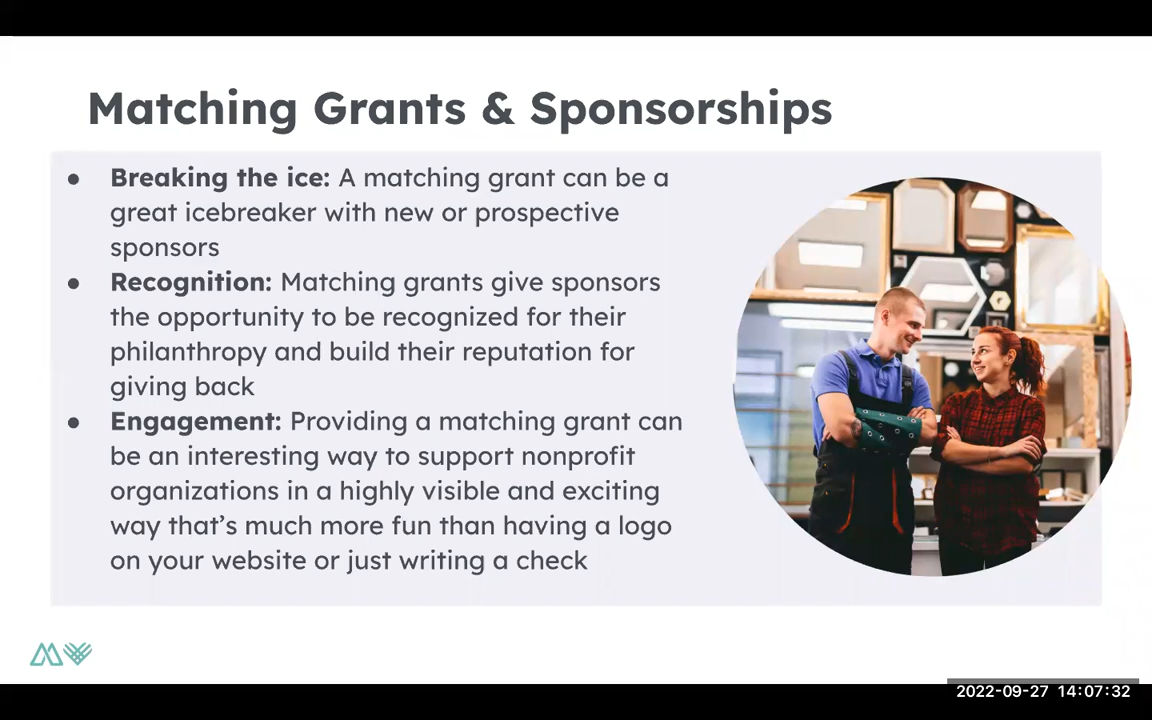 Matching Grants & Sponsorships
● Breaking the ice: A matching grant can be a
great icebreaker with new or prospective
sponsors
● Recognition: Matching grants give sponsors
the opportunity to be recognized for their
philanthropy and build their reputation for
giving back
● Engagement: Providing a matching grant can
be an interesting way to support nonprofit
organizations in a highly visible and exciting
way that’s much more fun than having a logo
on your website or just writing a check
2022-09-27 14:07:32